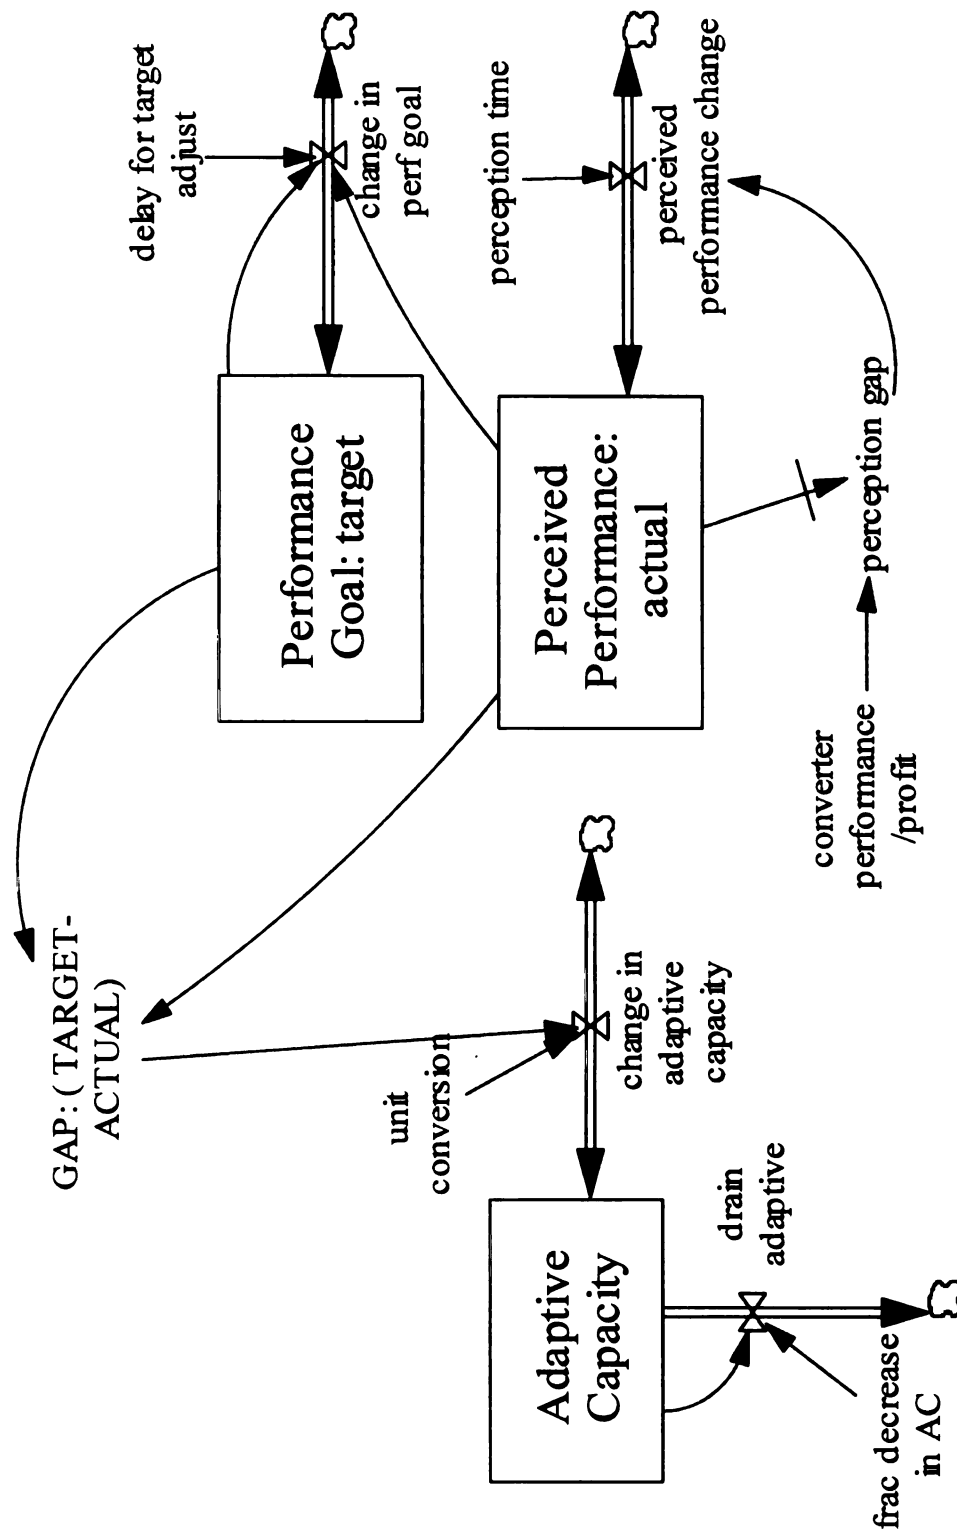 GAP: ( TARGET-
ACTUAL)
delay for target
adjust
change in
perf goal
Performance
Goal: target
perception time
perceived
performance change
Perceived
Performance:
actual
perception gap
converter
performance
/profit
unit
conversion
change in
adaptive
capacity
Adaptive
Capacity
drain
adaptive
frac decrease
in AC